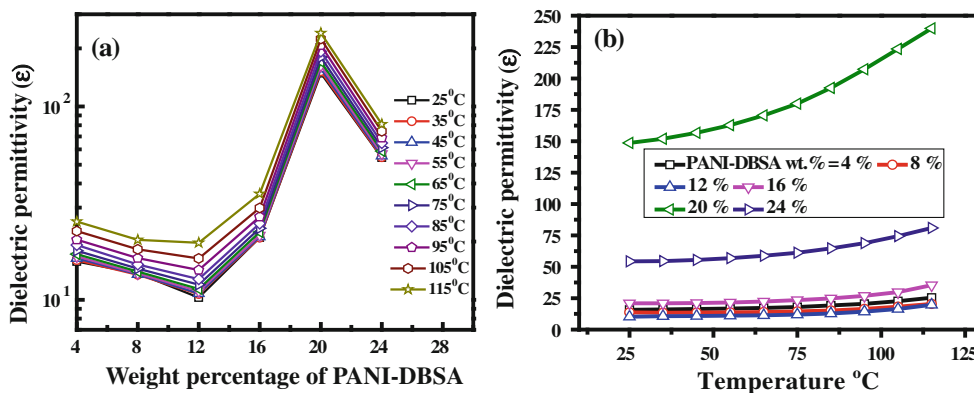 (a)
Dielectric permittivity (ε)
10²
10¹
25⁰C
35⁰C
45⁰C
55⁰C
65⁰C
75⁰C
85⁰C
95⁰C
105⁰C
115⁰C
4 8 12 16 20 24 28
Weight percentage of PANI-DBSA
(b)
Dielectric permittivity (ε)
250
225
200
175
150
125
100
75
50
25
0
PANI-DBSA wt.% = 4 % 8 %
12 % 16 %
20 % 24 %
25 50 75 100 125
Temperature ºC